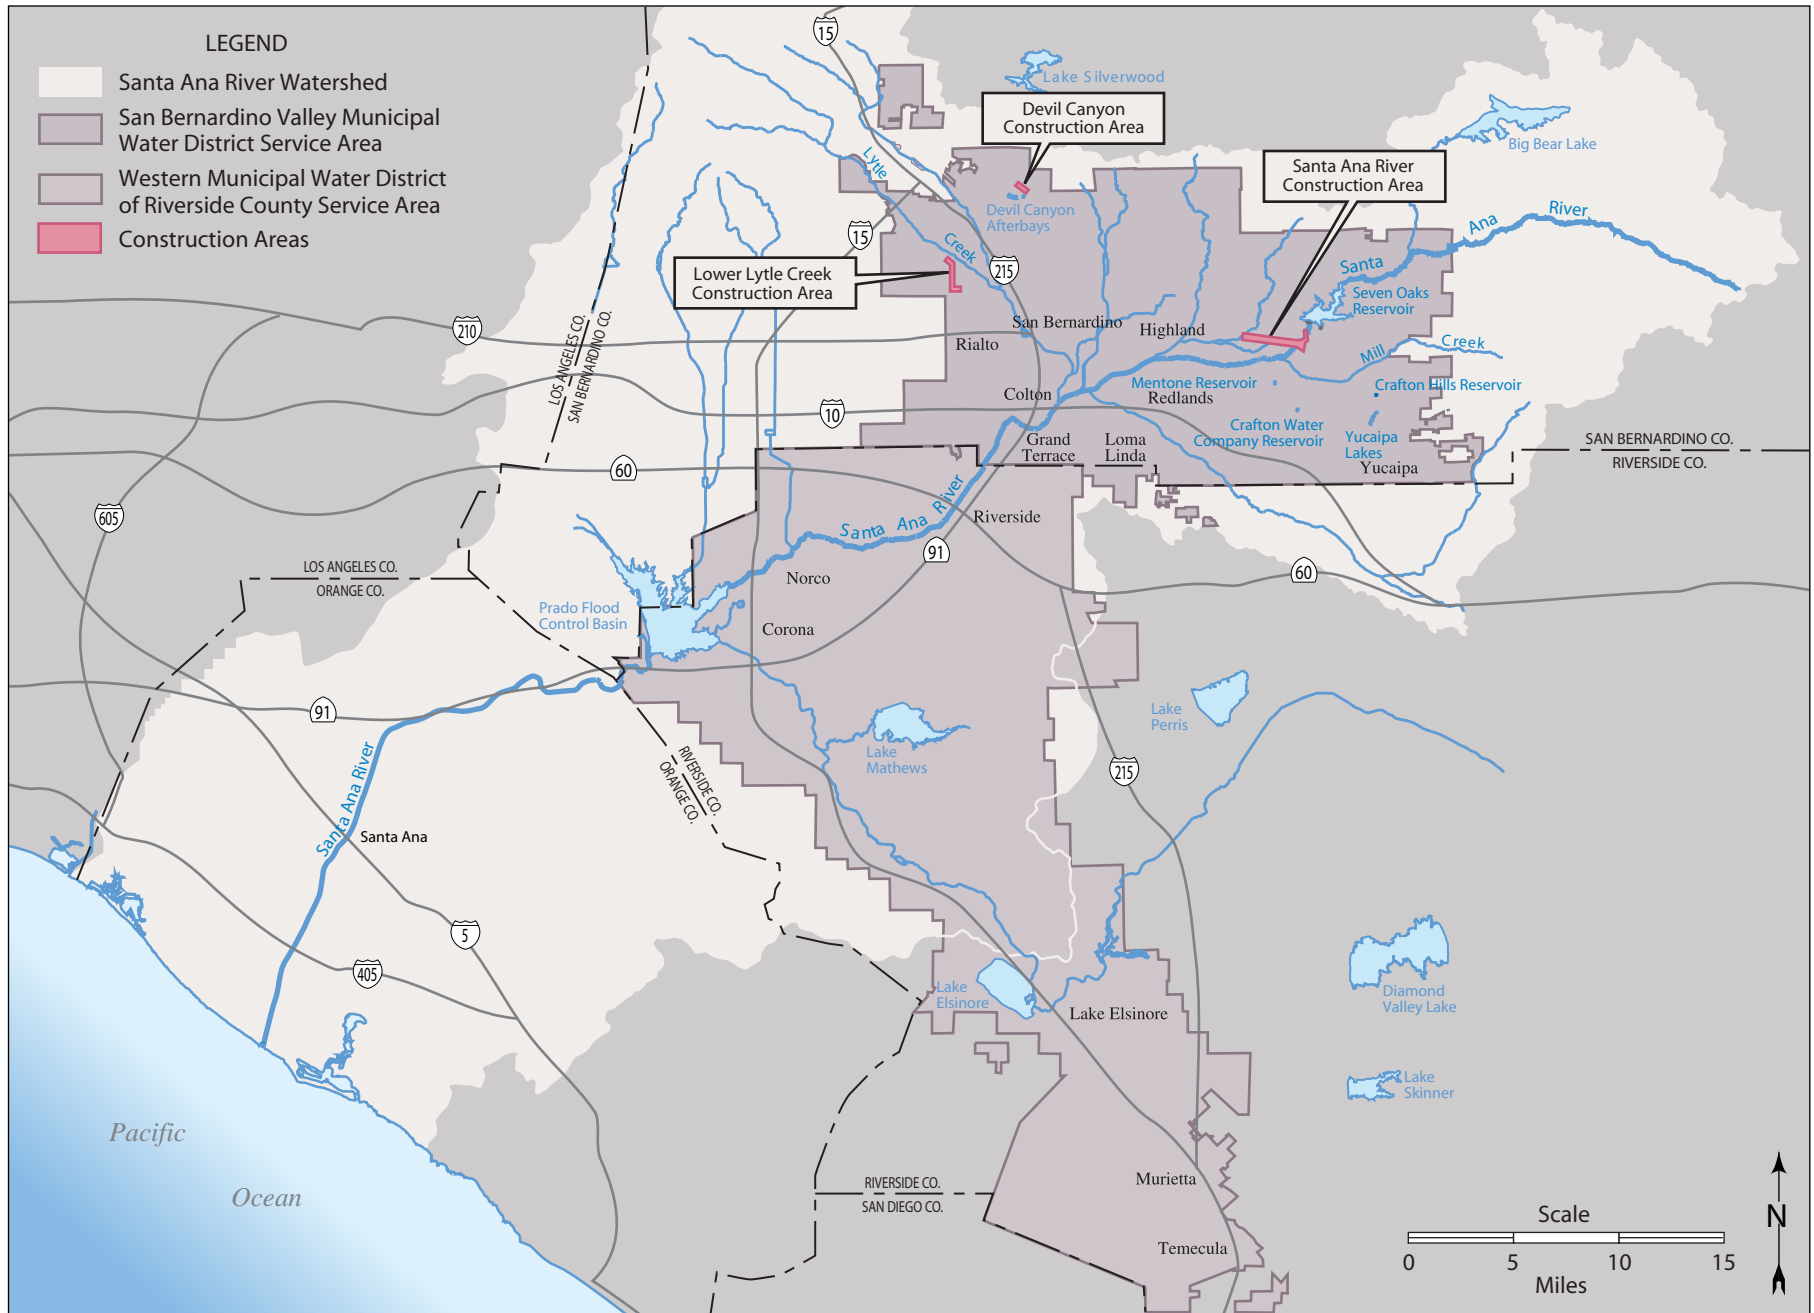 LEGEND
Santa Ana River Watershed
San Bernardino Valley Municipal
Water District Service Area
Western Municipal Water District
of Riverside County Service Area
Construction Areas
15
Lake Silverwood
Devil Canyon
Construction Area
Big Bear Lake
Santa Ana River
Construction Area
Lytle
Creek
Devil Canyon
Afterbays
15
215
Santa
Ana
River
Lower Lytle Creek
Construction Area
Seven Oaks
Reservoir
210
LOS ANGELES CO.
SAN BERNARDINO CO.
San Bernardino
Highland
Rialto
Mill
Creek
Mentone Reservoir
Redlands
Crafton Hills Reservoir
Colton
10
Crafton Water
Company Reservoir
Yucaipa
Lakes
Yucaipa
Grand
Terrace
Loma
Linda
SAN BERNARDINO CO.
RIVERSIDE CO.
60
605
Santa Ana River
Riverside
91
60
LOS ANGELES CO.
ORANGE CO.
Norco
Prado Flood
Control Basin
Corona
91
Lake
Perris
Lake
Mathews
215
RIVERSIDE CO.
ORANGE CO.
Santa Ana River
Santa Ana
5
405
Lake
Elsinore
Lake Elsinore
Diamond
Valley Lake
Lake
Skinner
Pacific
Ocean
RIVERSIDE CO.
SAN DIEGO CO.
Murietta
Temecula
Scale
0 5 10 15
Miles
N